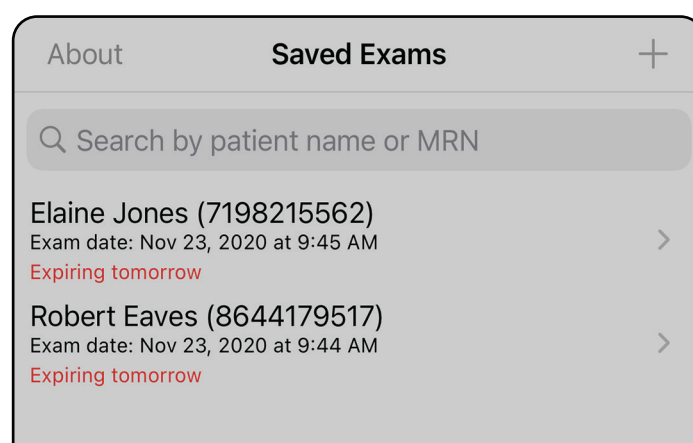 About
Saved Exams
Search by patient name or MRN
Elaine Jones (7198215562)
Exam date: Nov 23, 2020 at 9:45 AM
Expiring tomorrow
Robert Eaves (8644179517)
Exam date: Nov 23, 2020 at 9:44 AM
Expiring tomorrow